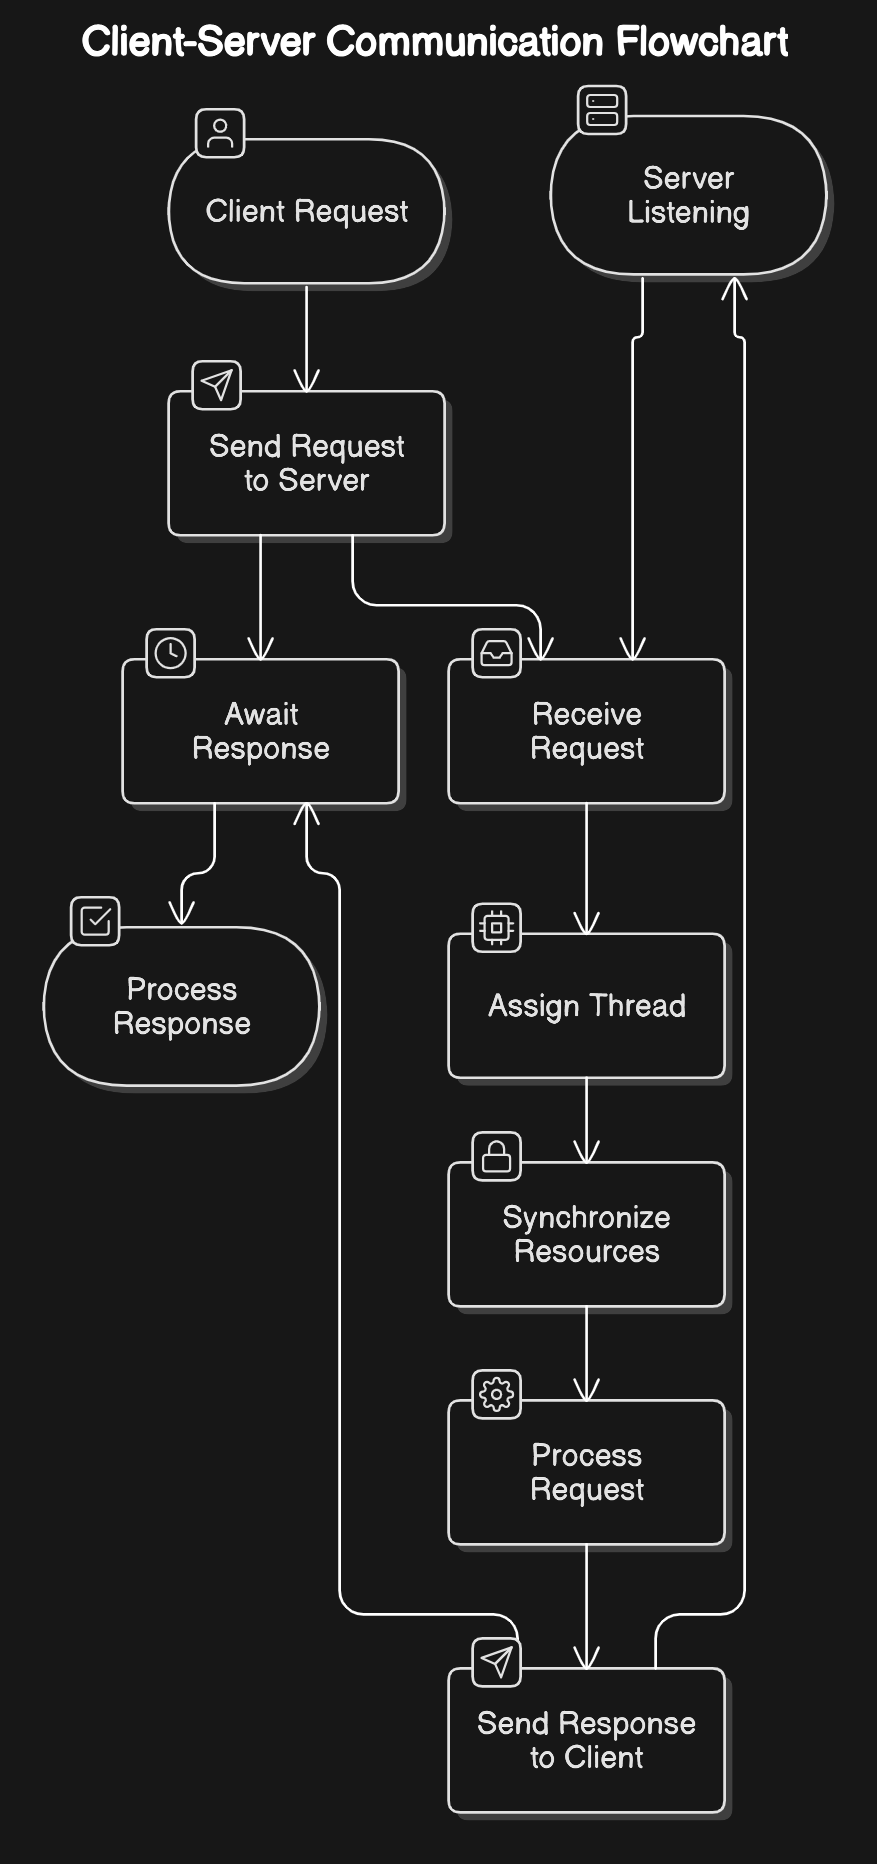 Client-Server Communication Flowchart
Client Request
Server
Listening
Send Request
to Server
Await
Response
Receive
Request
Process
Response
Assign Thread
Synchronize
Resources
Process
Request
Send Response
to Client